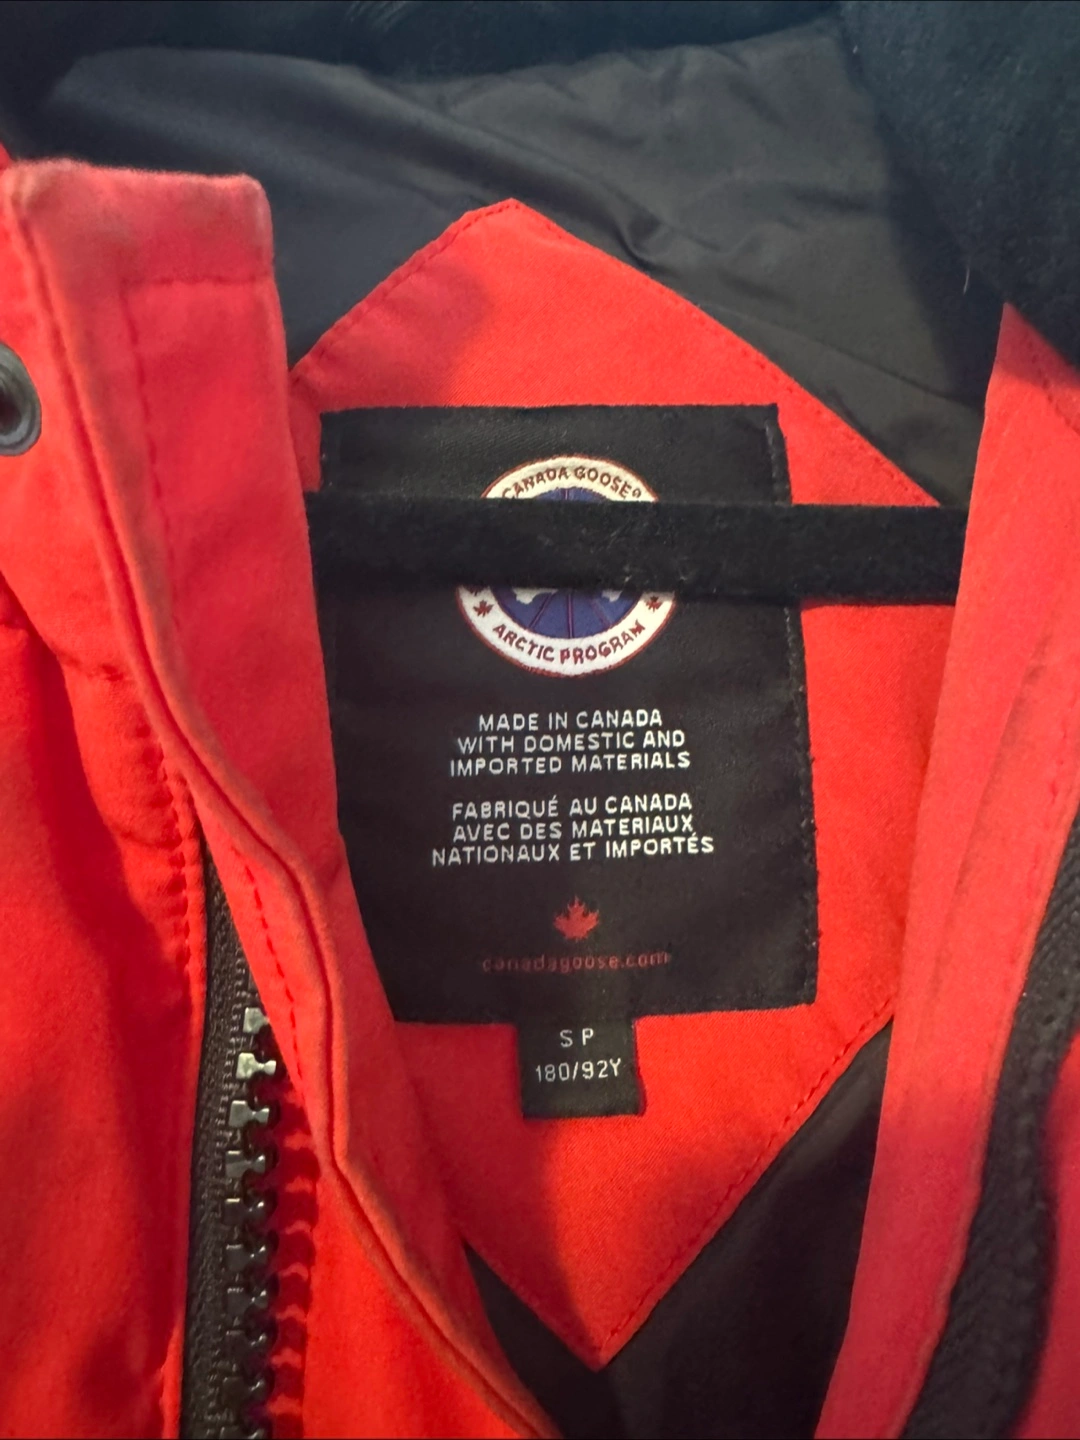 CANADA GOOSE®
ARCTIC PROGRAM
MADE IN CANADA
WITH DOMESTIC AND
IMPORTED MATERIALS
FABRIQUÉ AU CANADA
AVEC DES MATERIAUX
NATIONAUX ET IMPORTÉS
canadagoose.com
S P
180/92Y